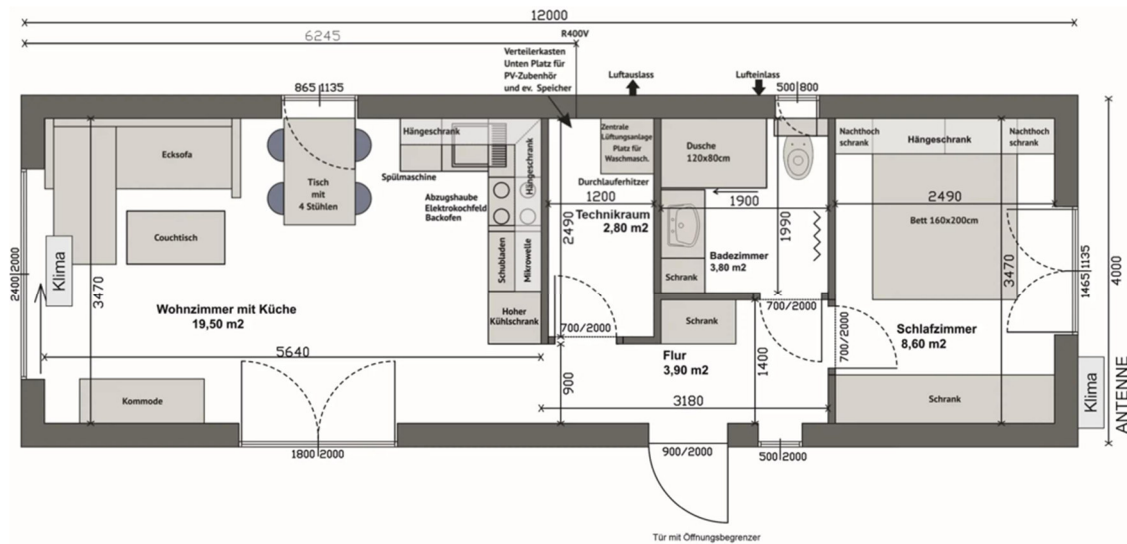 12000
6245
R400V
Verteilerkasten
Unten Platz für
PV-Zubehör
und ev. Speicher
Luftauslass
Lufteinlass
865|1135
500|800
Ecksofa
Tisch
mit
4 Stühlen
Hängeschrank
Spülmaschine
Hängeschrank
Abzugshaube
Elektrokochfeld
Backofen
Zentrale
Lüftungsanlage
Platz für
Waschmasch.
Durchlauferhitzer
1200
Technikraum
2,80 m2
2490
Dusche
120x80cm
1900
1990
Badezimmer
3,80 m2
Schrank
Nachthoch
schrank
Hängeschrank
Nachthoch
schrank
2490
Bett 160x200cm
3470
1465|1135
4000
Couchtisch
Klima
2400|2000
3470
Wohnzimmer mit Küche
19,50 m2
Schubladen
Mikrowelle
Hoher
Kühlschrank
700/2000
Schrank
700/2000
700/2000
Schlafzimmer
8,60 m2
5640
Flur
3,90 m2
900
1400
3180
Kommode
Schrank
Klima
ANTENNE
1800|2000
900/2000
500|2000
Tür mit Öffnungsbegrenzer